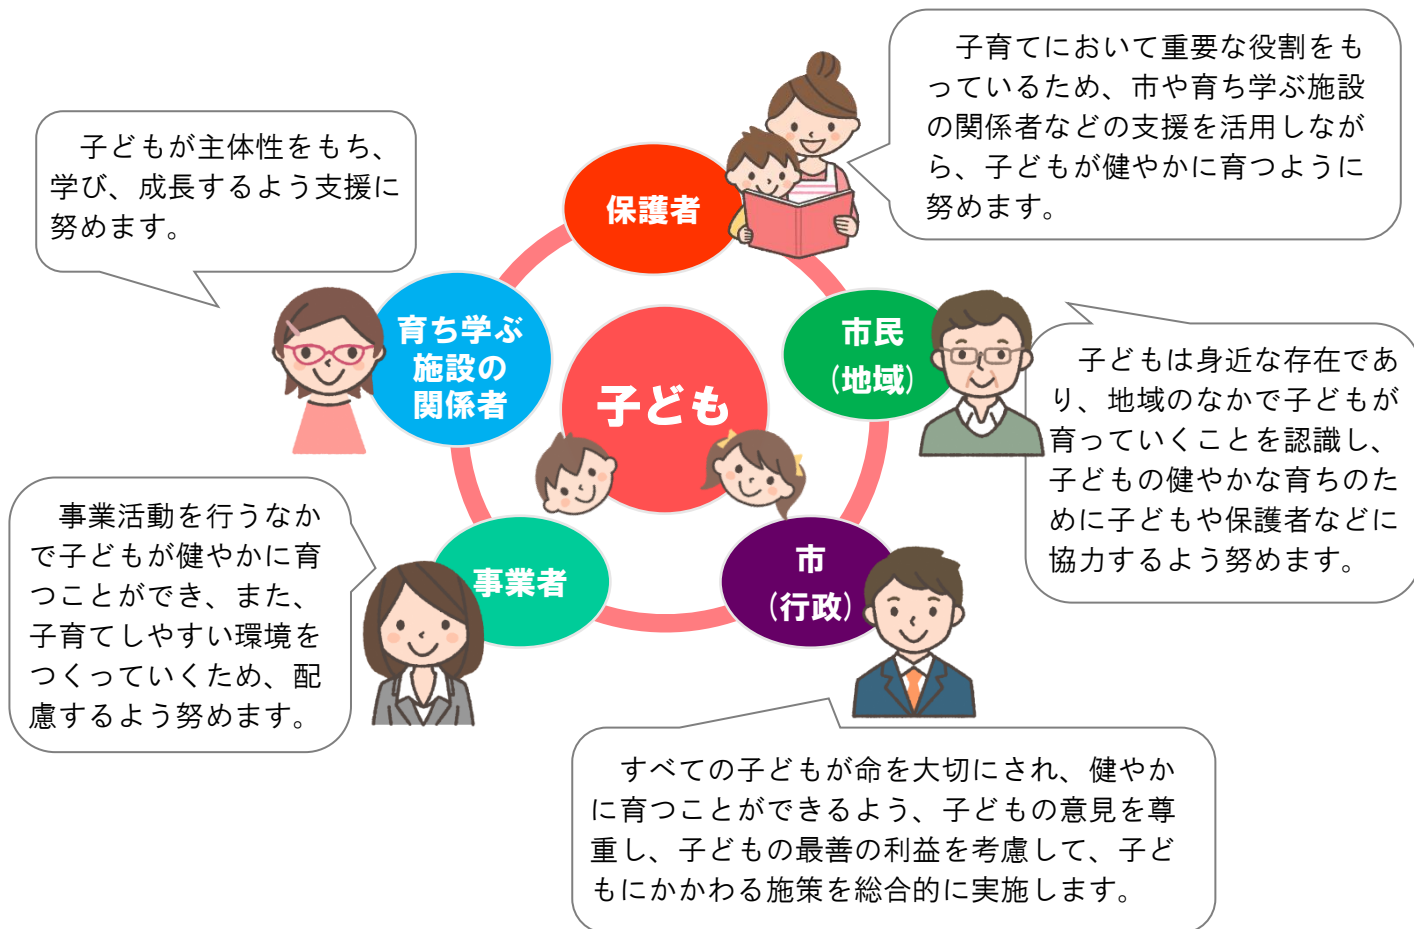 子育てにおいて重要な役割をも
っているため、市や育ち学ぶ施設
の関係者などの支援を活用しなが
ら、子どもが健やかに育つように
努めます。
子どもが主体性をもち、
学び、成長するよう支援に
努めます。
保護者
育ち学ぶ
施設の
関係者
市民
(地域)
子ども
子どもは身近な存在であ
り、地域のなかで子どもが
育っていくことを認識し、
子どもの健やかな育ちのた
めに子どもや保護者などに
協力するよう努めます。
事業活動を行うなか
で子どもが健やかに育
つことができ、また、
子育てしやすい環境を
つくっていくため、配
慮するよう努めます。
事業者
市
(行政)
すべての子どもが命を大切にされ、健やか
に育つことができるよう、子どもの意見を尊
重し、子どもの最善の利益を考慮して、子ど
もにかかわる施策を総合的に実施します。